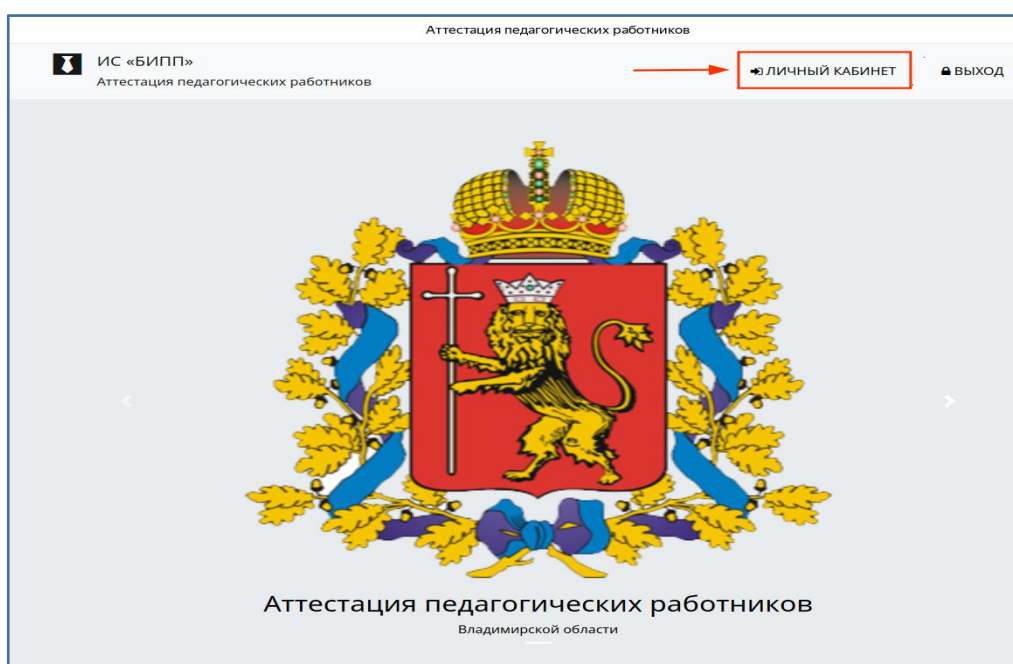 Аттестация педагогических работников
ИС «БИПП»
Аттестация педагогических работников
ЛИЧНЫЙ КАБИНЕТ
ВЫХОД
Аттестация педагогических работников
Владимирской области